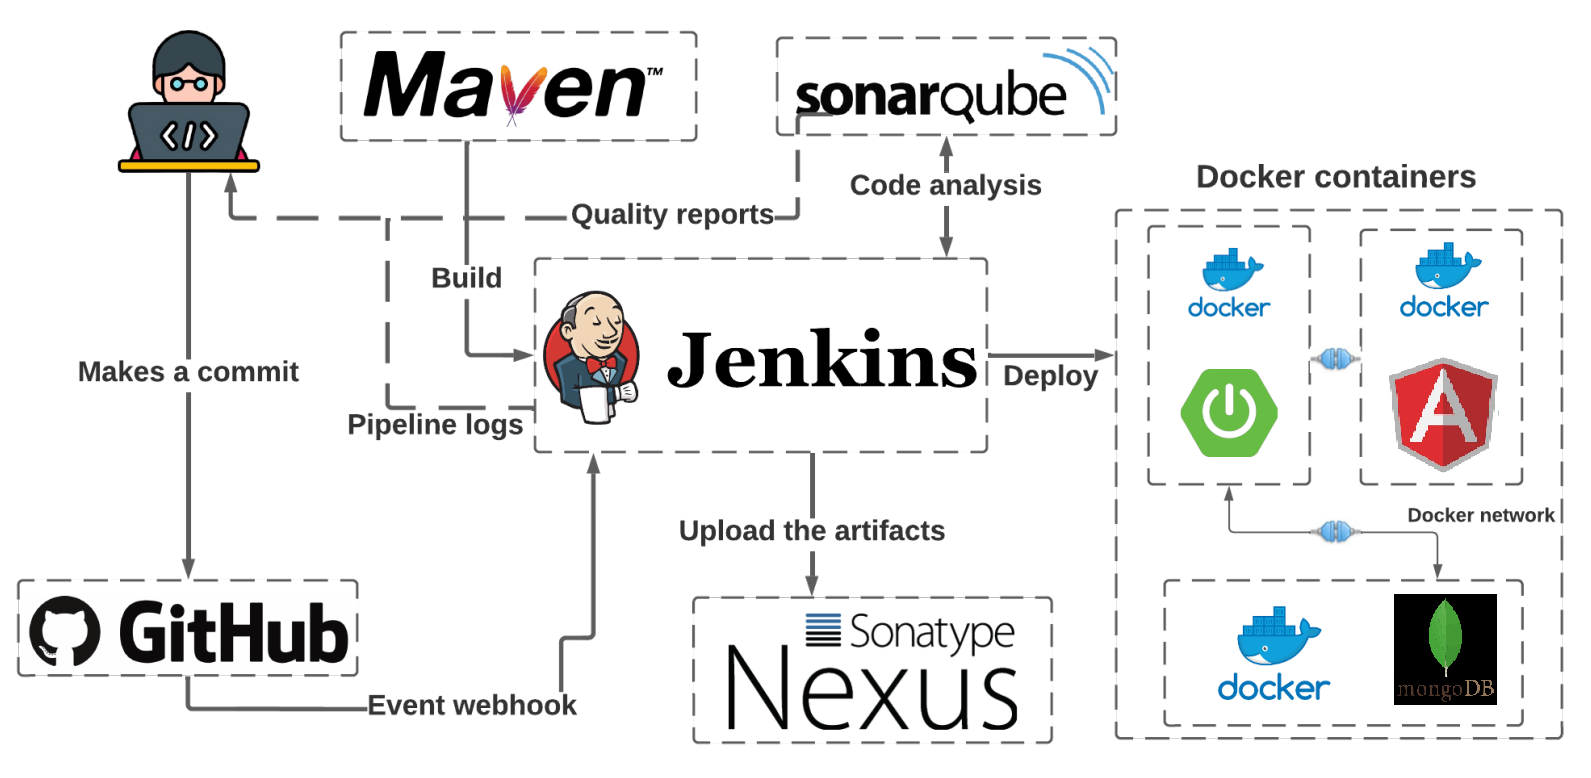 Maven™
sonarqube
</>
Code analysis
Docker containers
Quality reports
Build
docker
docker
Jenkins
Makes a commit
Deploy
Pipeline logs
Docker network
Upload the artifacts
GitHub
Sonatype
Nexus
docker
mongoDB
Event webhook